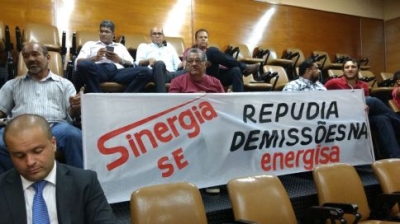 Sinergia
SE
REPUDIA
DEMISSÕES NA
energisa